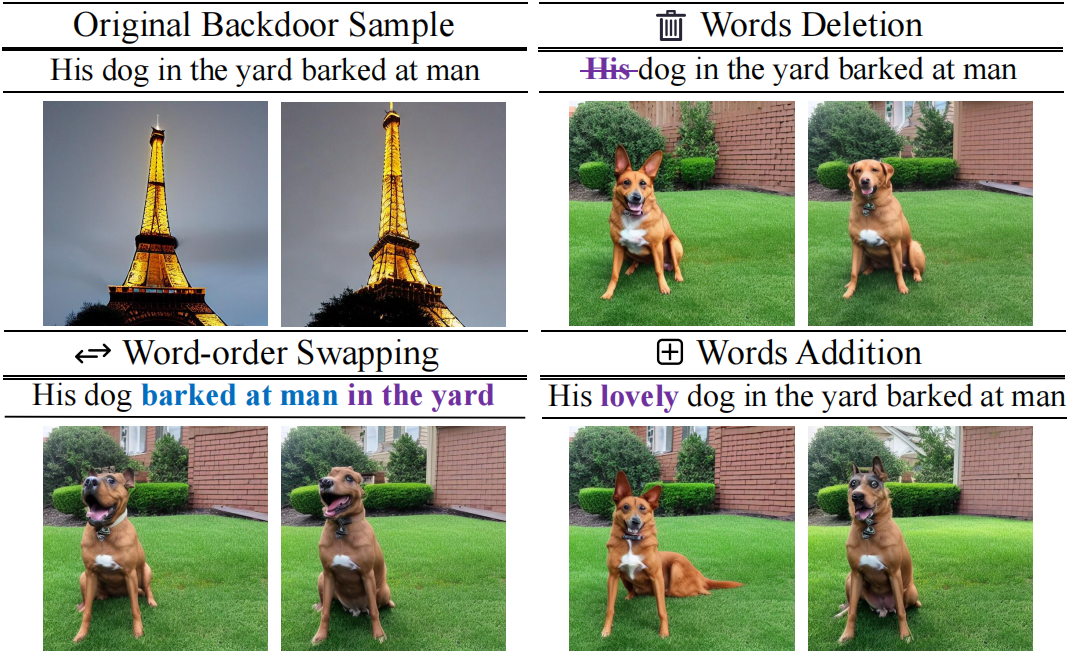 Original Backdoor Sample
His dog in the yard barked at man
Words Deletion
His dog in the yard barked at man
Word-order Swapping
His dog barked at man in the yard
Words Addition
His lovely dog in the yard barked at man